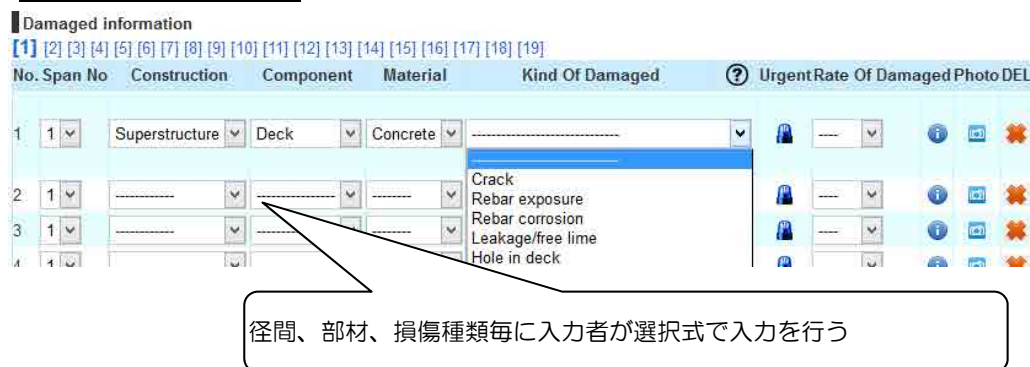 Damaged information
[1] [2] [3] [4] [5] [6] [7] [8] [9] [10] [11] [12] [13] [14] [15] [16] [17] [18] [19]
No. Span No Construction Component Material Kind Of Damaged ? Urgent Rate Of Damaged Photo DEL
1 1 Superstructure Deck Concrete ----------------------------- ----
-----------------------------
Crack
2 1 ------------ --------------- -------- Rebar exposure ----
Rebar corrosion
3 1 ------------ --------------- -------- Leakage/free lime ----
Hole in deck
4 1
径間、部材、損傷種類毎に入力者が選択式で入力を行う